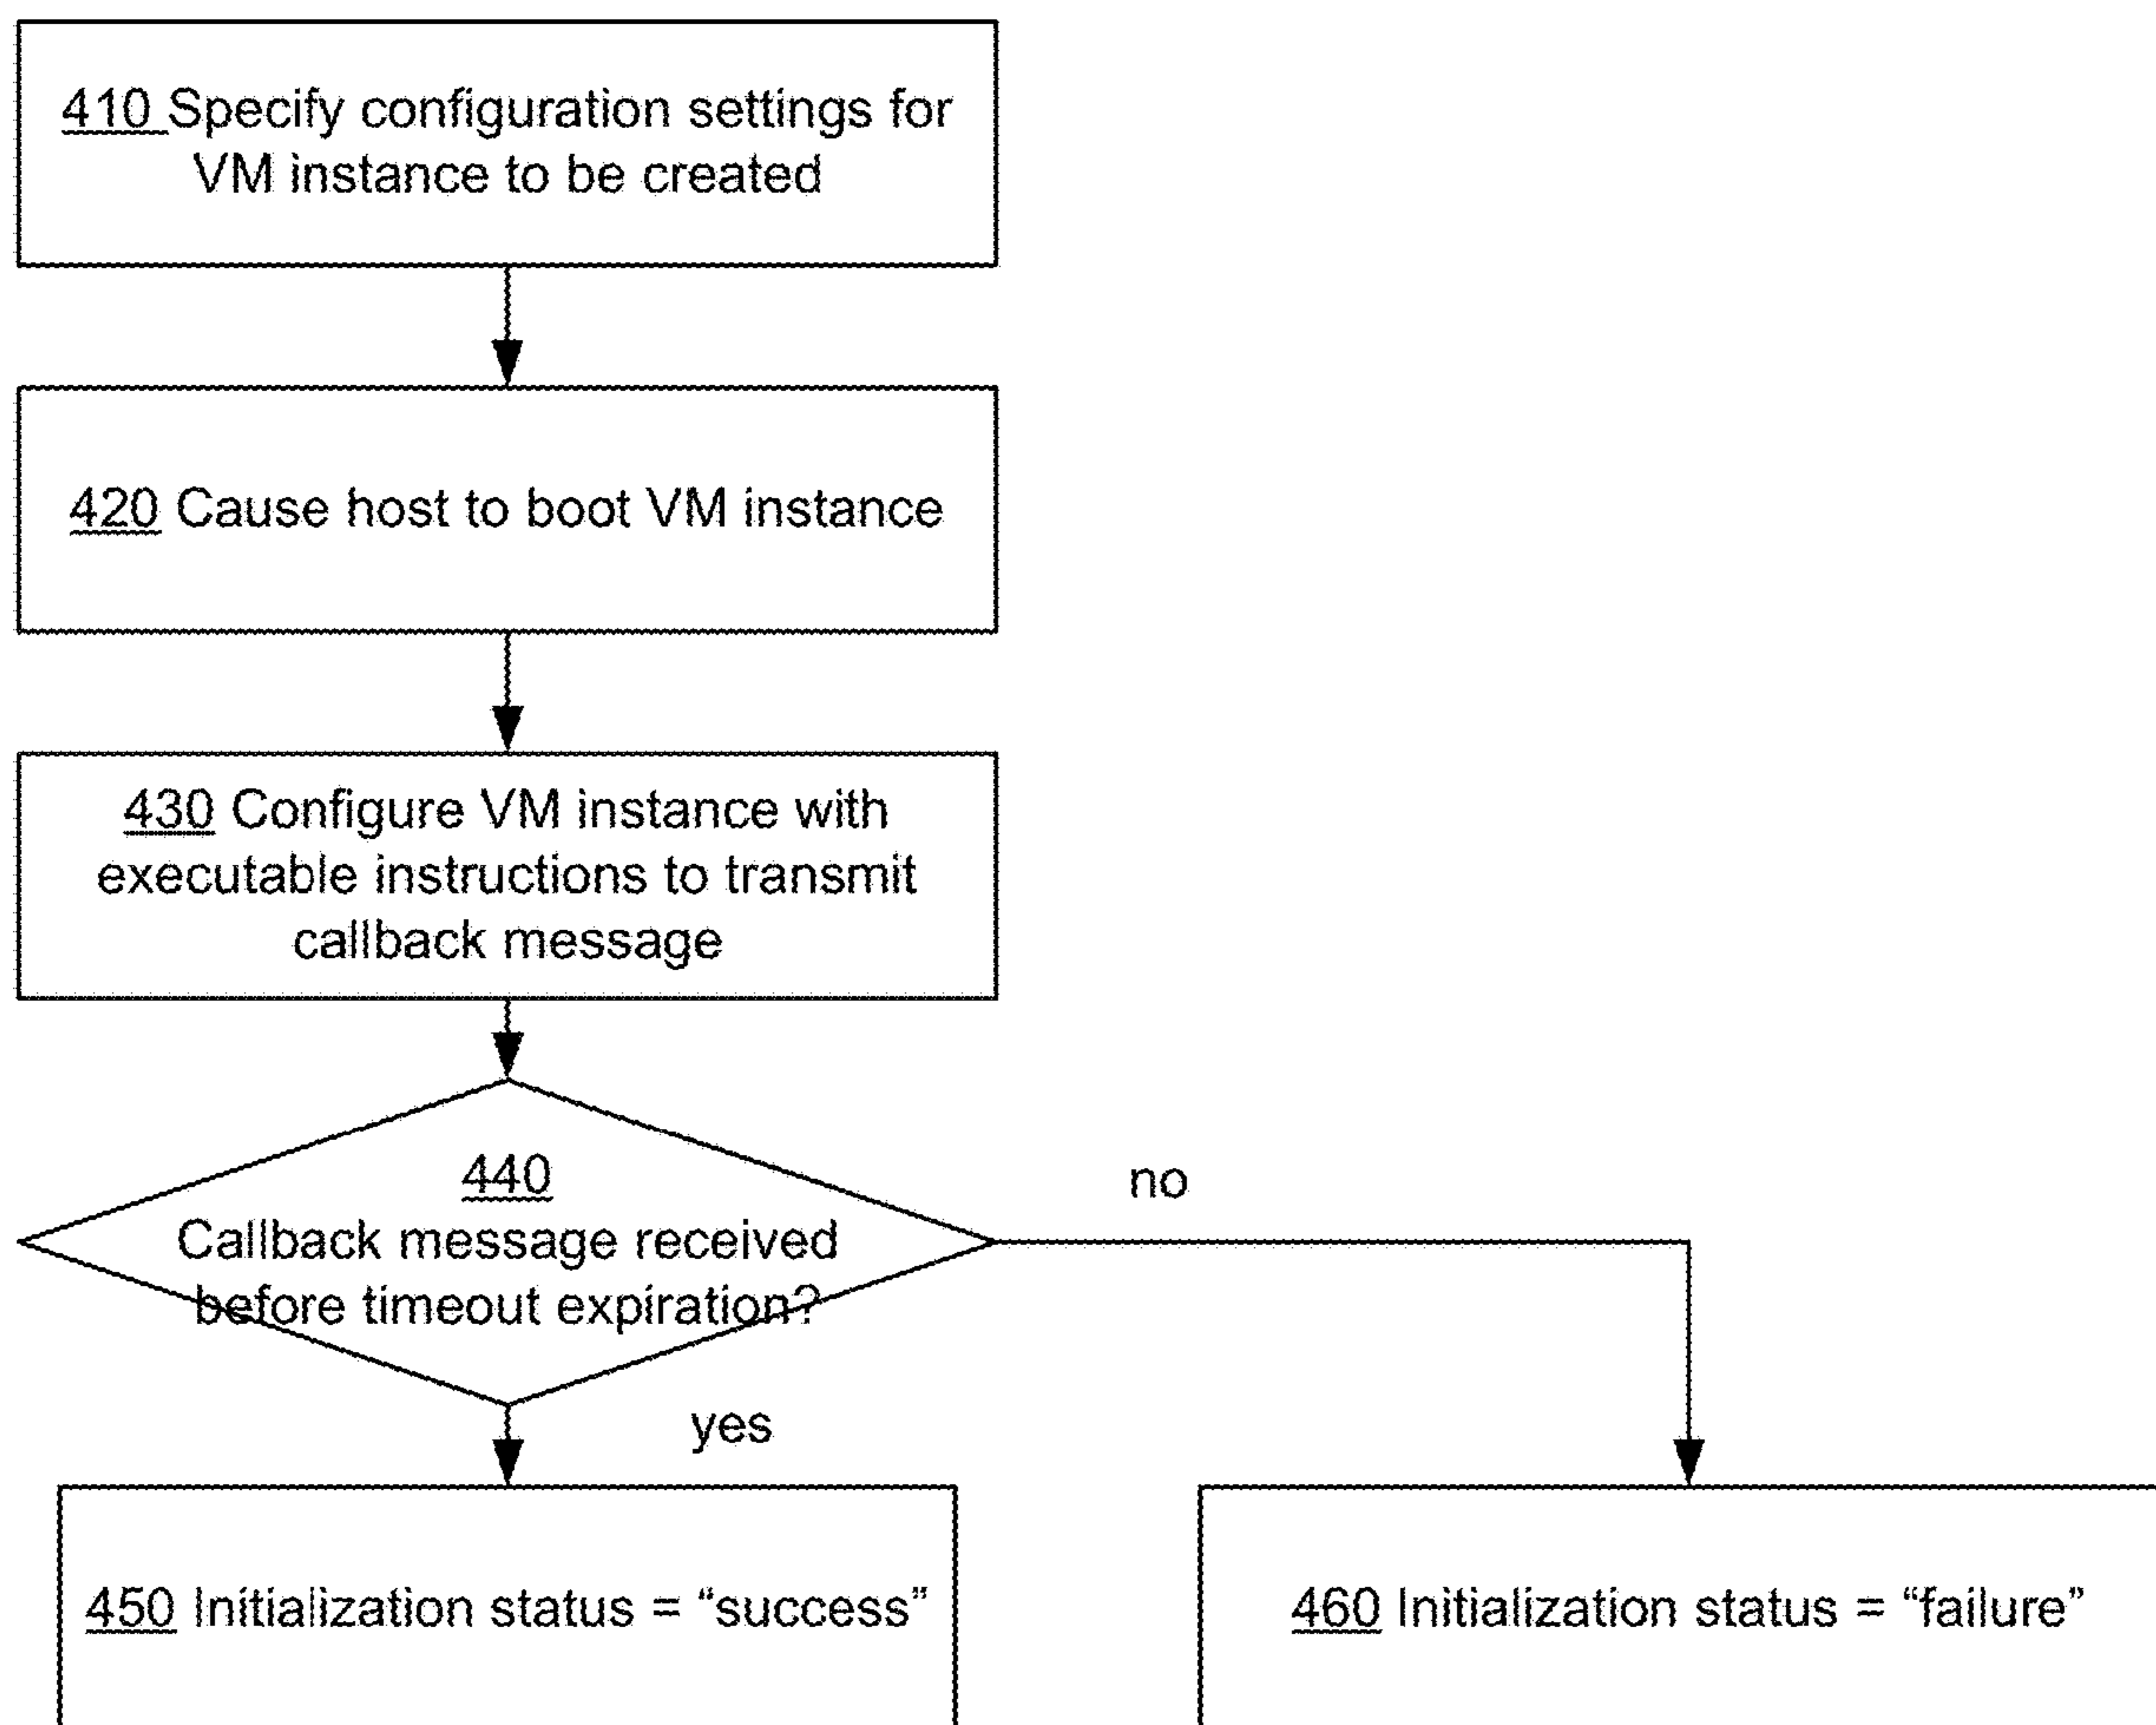 410 Specify configuration settings for
VM instance to be created
420 Cause host to boot VM instance
430 Configure VM instance with
executable instructions to transmit
callback message
440
Callback message received
before timeout expiration?
no
yes
450 Initialization status = “success”
460 Initialization status = “failure”